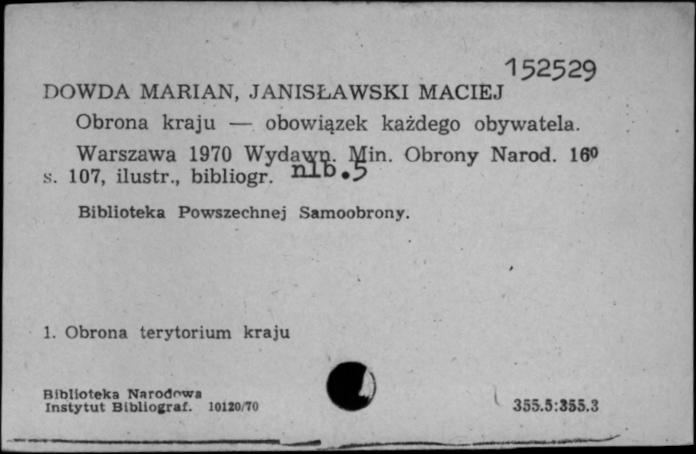 152529
DOWDA MARIAN, JANISŁAWSKI MACIEJ
Obrona kraju — obowiązek każdego obywatela.
Warszawa 1970 Wydawn. Min. Obrony Narod. 16⁰
s. 107, ilustr., bibliogr. nlb.5
Biblioteka Powszechnej Samoobrony.
1. Obrona terytorium kraju
Biblioteka Narodowa
Instytut Bibliograf. 10120/70
355.5:355.3